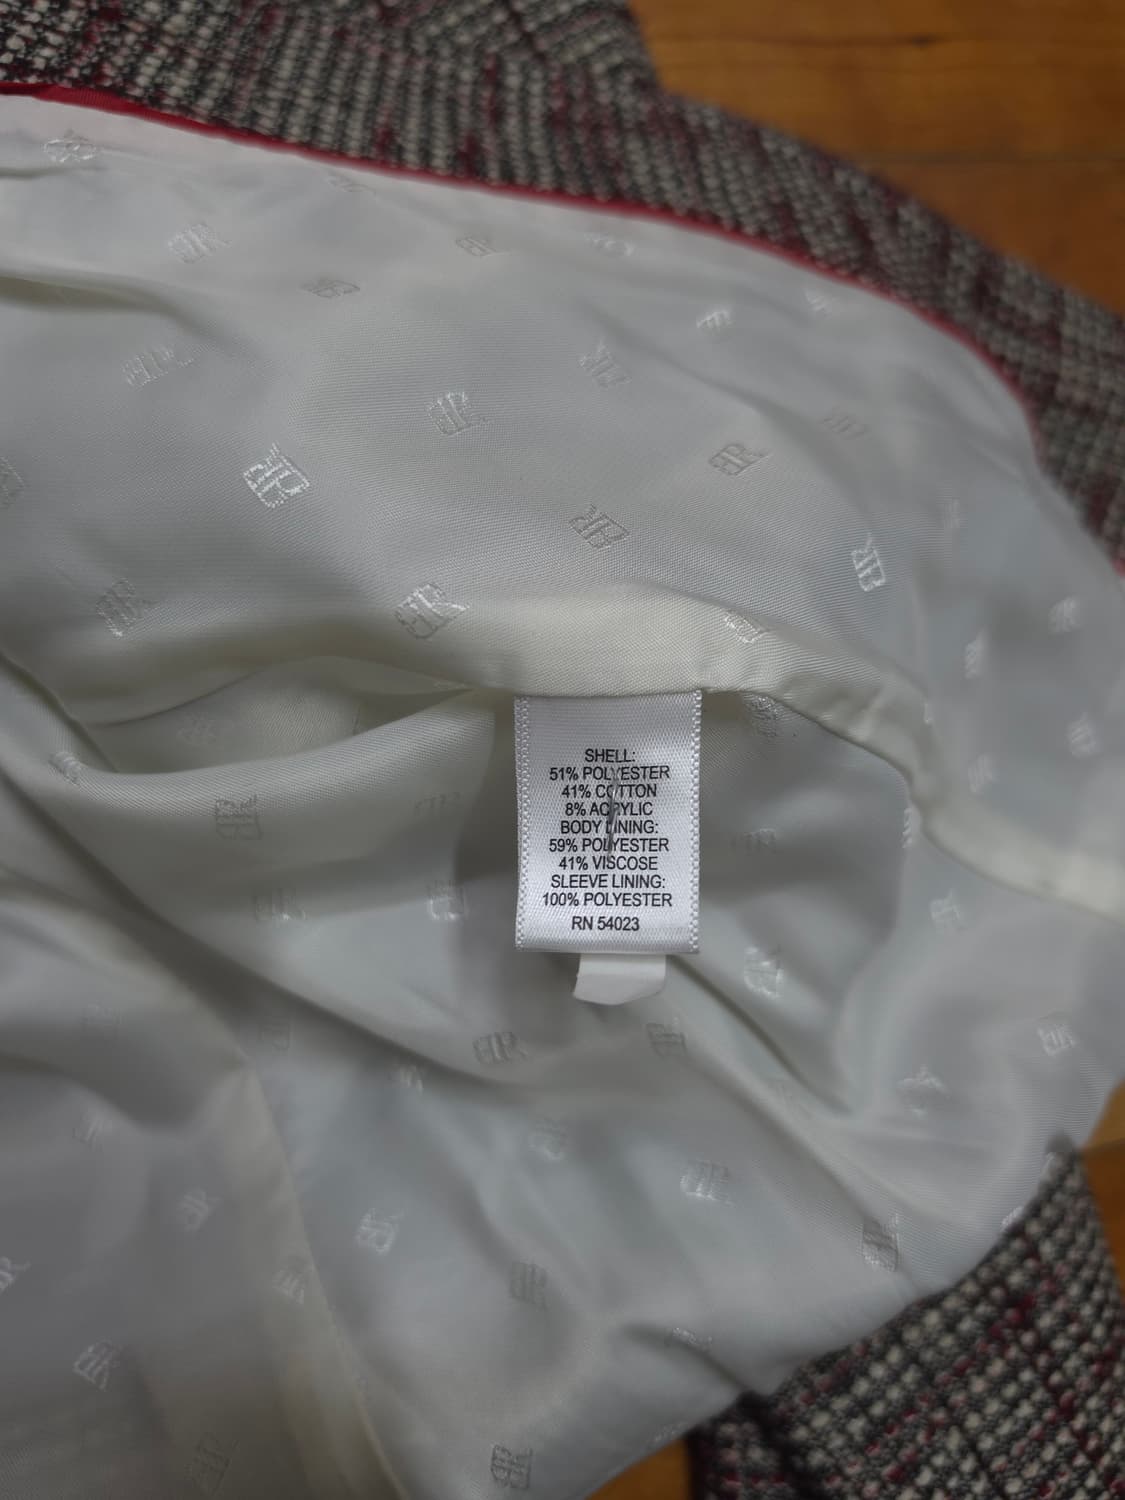 SHELL:
51% POLYESTER
41% COTTON
8% ACRYLIC
BODY LINING:
59% POLYESTER
41% VISCOSE
SLEEVE LINING:
100% POLYESTER
RN 54023